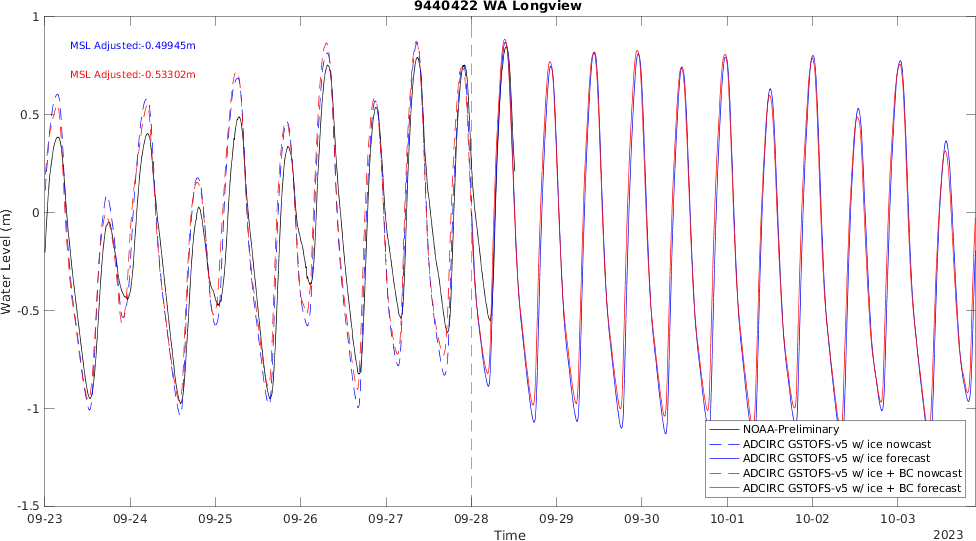 9440422 WA Longview
MSL Adjusted:-0.49945m
MSL Adjusted:-0.53302m
Water Level (m)
1
0.5
0
-0.5
-1
-1.5
NOAA-Preliminary
ADCIRC GSTOFS-v5 w/ ice nowcast
ADCIRC GSTOFS-v5 w/ ice forecast
ADCIRC GSTOFS-v5 w/ ice + BC nowcast
ADCIRC GSTOFS-v5 w/ ice + BC forecast
09-23 09-24 09-25 09-26 09-27 09-28 09-29 09-30 10-01 10-02 10-03
Time
2023